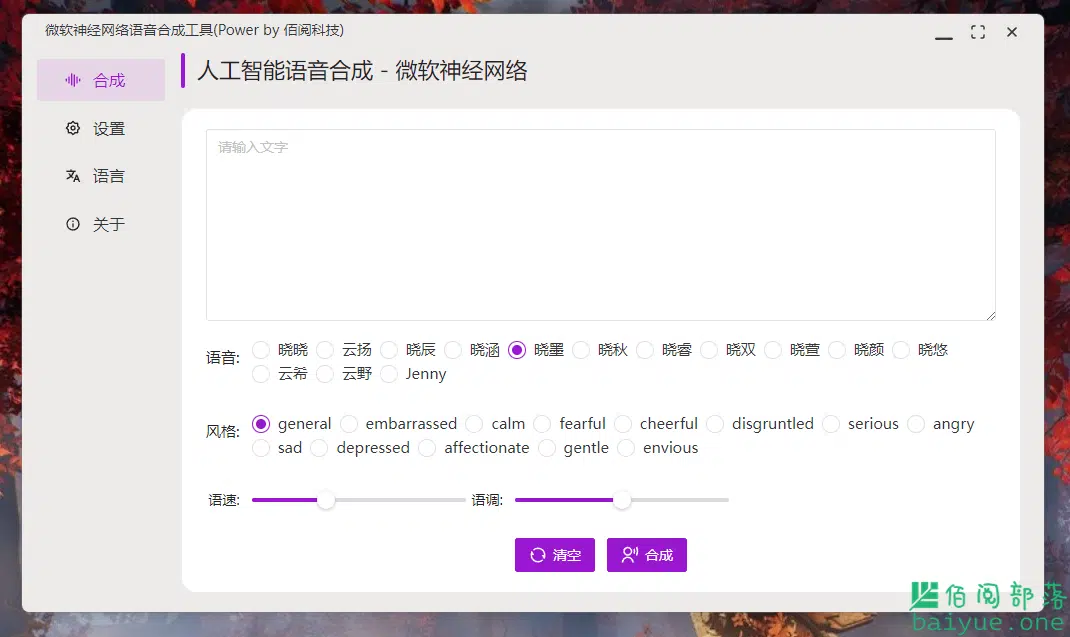 微软神经网络语音合成工具(Power by 佰阅科技)
合成
设置
语言
关于
人工智能语音合成 - 微软神经网络
请输入文字
语音: 晓晓 云扬 晓辰 晓涵 晓墨 晓秋 晓睿 晓双 晓萱 晓颜 晓悠
云希 云野 Jenny
风格: general embarrassed calm fearful cheerful disgruntled serious angry
sad depressed affectionate gentle envious
语速: 语调:
清空 合成
佰阅部落
baiyue.one